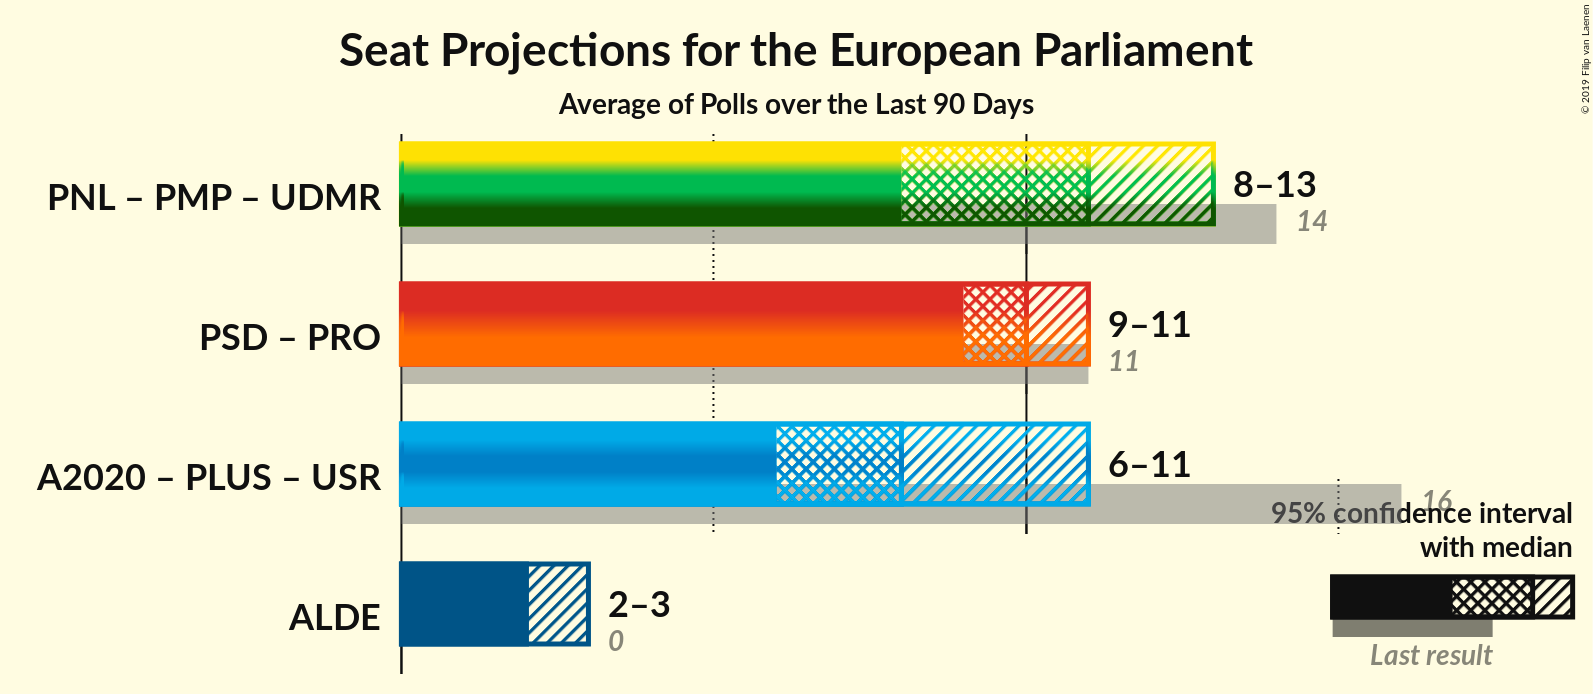 Seat Projections for the European Parliament
Average of Polls over the Last 90 Days
© 2019 Filip van Laenen
PNL – PMP – UDMR
8–13
14
PSD – PRO
9–11
11
A2020 – PLUS – USR
6–11
16
95% confidence interval
with median
ALDE
2–3
0
Last result